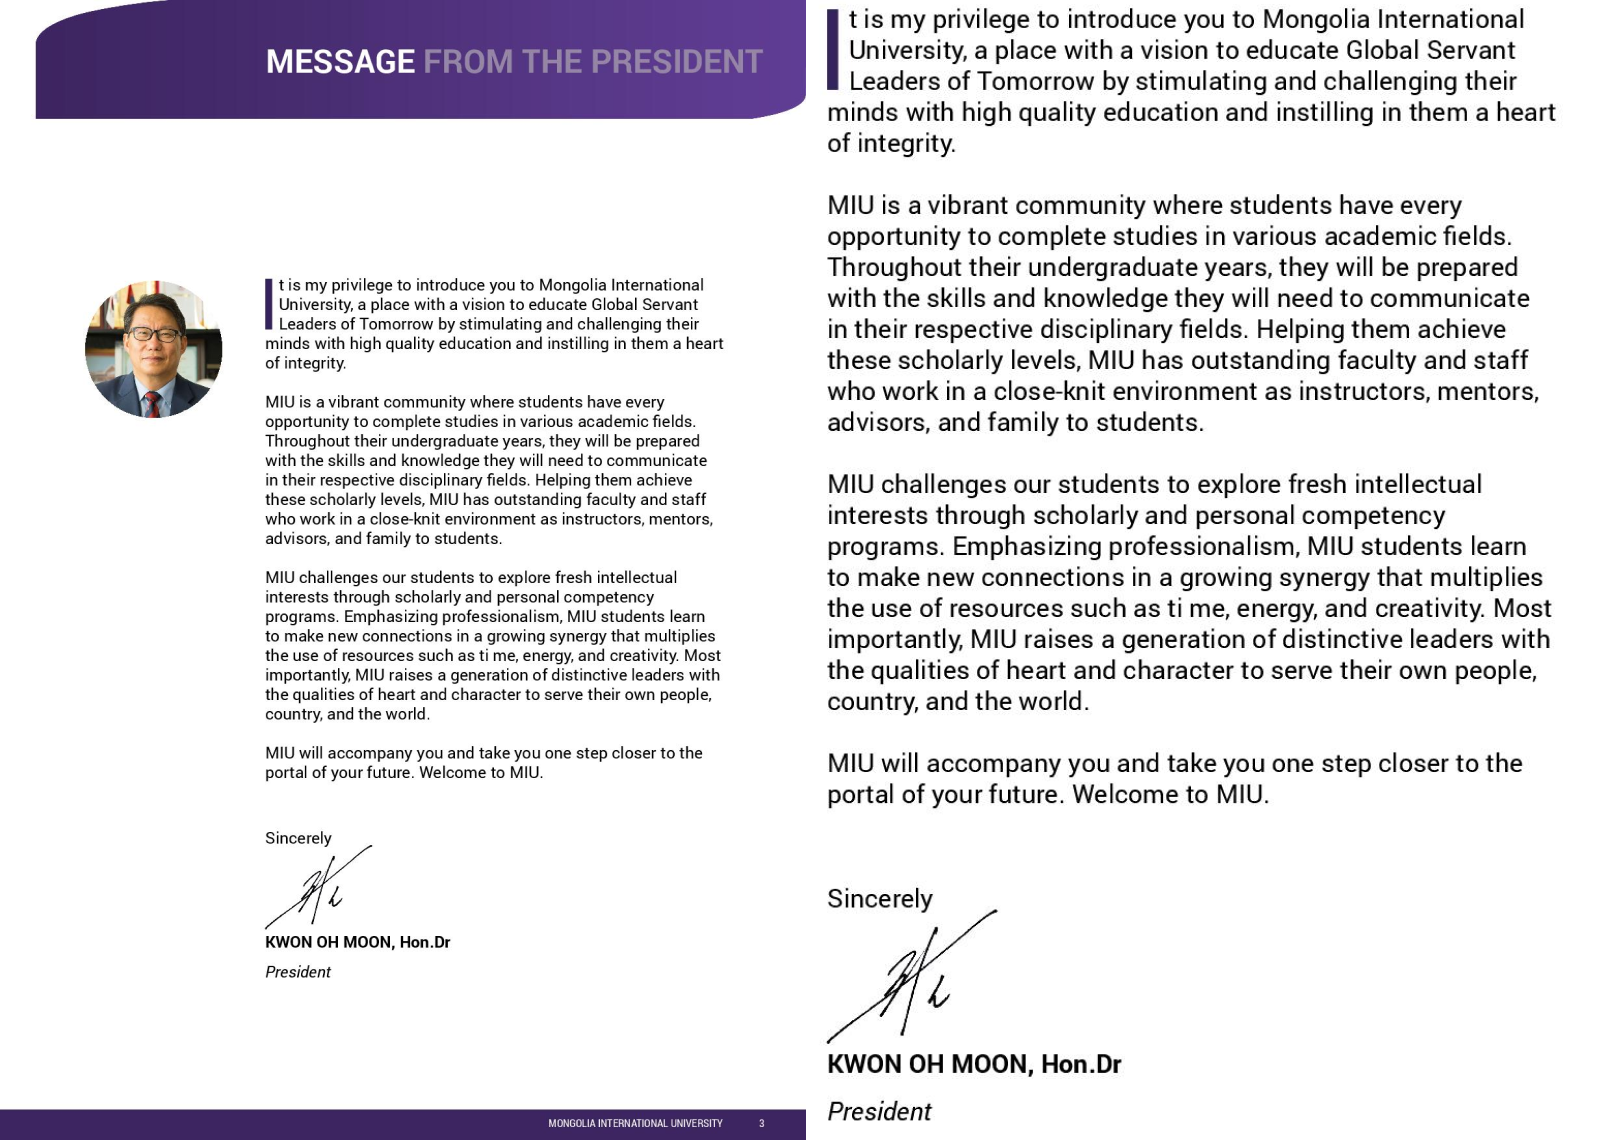 MESSAGE FROM THE PRESIDENT
It is my privilege to introduce you to Mongolia International
University, a place with a vision to educate Global Servant
Leaders of Tomorrow by stimulating and challenging their
minds with high quality education and instilling in them a heart
of integrity.
MIU is a vibrant community where students have every
opportunity to complete studies in various academic fields.
Throughout their undergraduate years, they will be prepared
with the skills and knowledge they will need to communicate
in their respective disciplinary fields. Helping them achieve
these scholarly levels, MIU has outstanding faculty and staff
who work in a close-knit environment as instructors, mentors,
advisors, and family to students.
MIU challenges our students to explore fresh intellectual
interests through scholarly and personal competency
programs. Emphasizing professionalism, MIU students learn
to make new connections in a growing synergy that multiplies
the use of resources such as ti me, energy, and creativity. Most
importantly, MIU raises a generation of distinctive leaders with
the qualities of heart and character to serve their own people,
country, and the world.
MIU will accompany you and take you one step closer to the
portal of your future. Welcome to MIU.
Sincerely
KWON OH MOON, Hon.Dr
President
MONGOLIA INTERNATIONAL UNIVERSITY 3
It is my privilege to introduce you to Mongolia International
University, a place with a vision to educate Global Servant
Leaders of Tomorrow by stimulating and challenging their
minds with high quality education and instilling in them a heart
of integrity.
MIU is a vibrant community where students have every
opportunity to complete studies in various academic fields.
Throughout their undergraduate years, they will be prepared
with the skills and knowledge they will need to communicate
in their respective disciplinary fields. Helping them achieve
these scholarly levels, MIU has outstanding faculty and staff
who work in a close-knit environment as instructors, mentors,
advisors, and family to students.
MIU challenges our students to explore fresh intellectual
interests through scholarly and personal competency
programs. Emphasizing professionalism, MIU students learn
to make new connections in a growing synergy that multiplies
the use of resources such as ti me, energy, and creativity. Most
importantly, MIU raises a generation of distinctive leaders with
the qualities of heart and character to serve their own people,
country, and the world.
MIU will accompany you and take you one step closer to the
portal of your future. Welcome to MIU.
Sincerely
KWON OH MOON, Hon.Dr
President